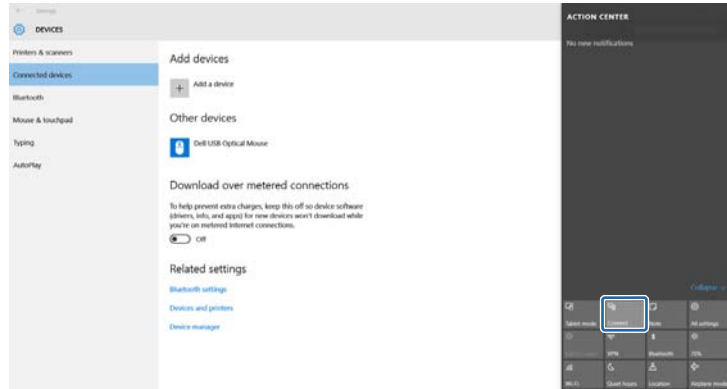 Settings
DEVICES
Printers & scanners
Connected devices
Bluetooth
Mouse & touchpad
Typing
AutoPlay
Add devices
Add a device
Other devices
Dell USB Optical Mouse
Download over metered connections
To help prevent extra charges, keep this off so device software
(drivers, info, and apps) for new devices won't download while
you're on metered Internet connections.
Off
Related settings
Bluetooth settings
Devices and printers
Device manager
ACTION CENTER
No new notifications
Collapse
Tablet mode
Connect
Note
All settings
VPN
Bluetooth
70%
Wi-Fi
Quiet hours
Location
Airplane mode